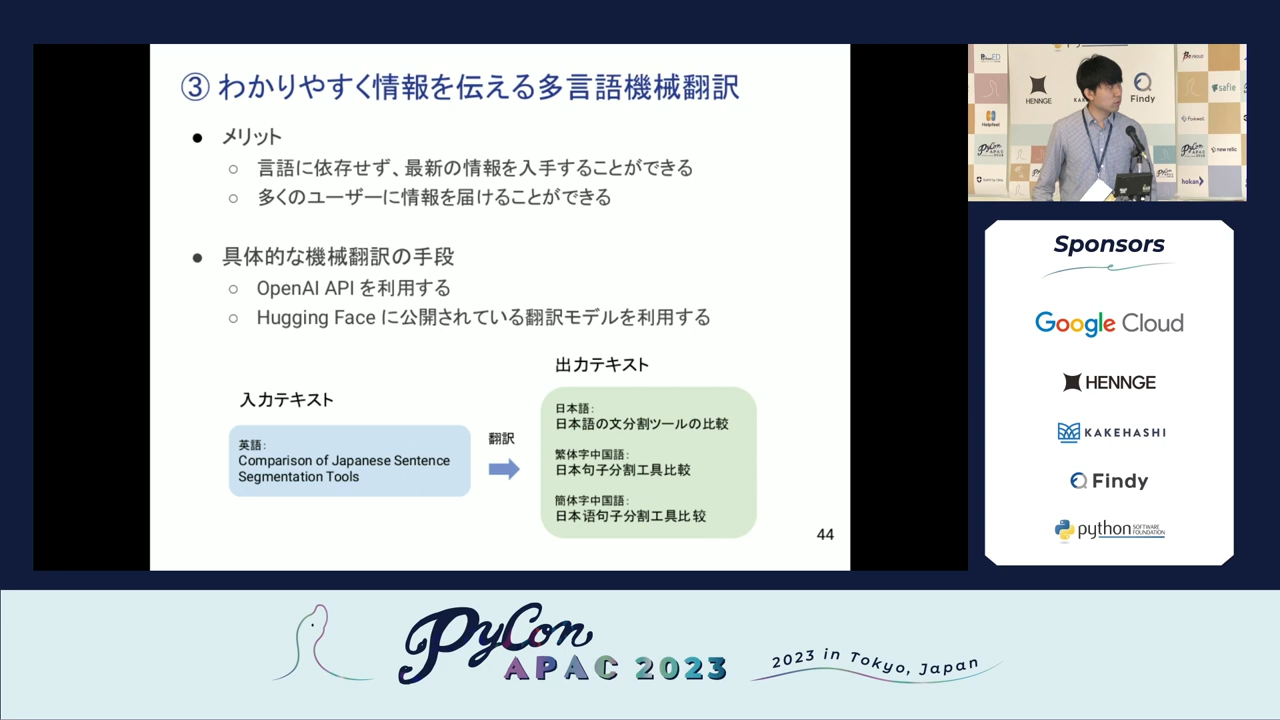 ③ わかりやすく情報を伝える多言語機械翻訳
● メリット
○ 言語に依存せず、最新の情報を入手することができる
○ 多くのユーザーに情報を届けることができる
● 具体的な機械翻訳の手段
○ OpenAI API を利用する
○ Hugging Face に公開されている翻訳モデルを利用する
入力テキスト
英語:
Comparison of Japanese Sentence
Segmentation Tools
翻訳
出力テキスト
日本語:
日本語の文分割ツールの比較
繁体字中国語:
日本句子分割工具比較
簡体字中国語:
日本语句子分割工具比较
44
HENNGE
Findy
safie
Helpfeel
PyCon
APAC
new relic
hokan
Sponsors
Google Cloud
HENNGE
KAKEHASHI
Findy
python SOFTWARE FOUNDATION
PyCon
APAC 2023
2023 in Tokyo, Japan